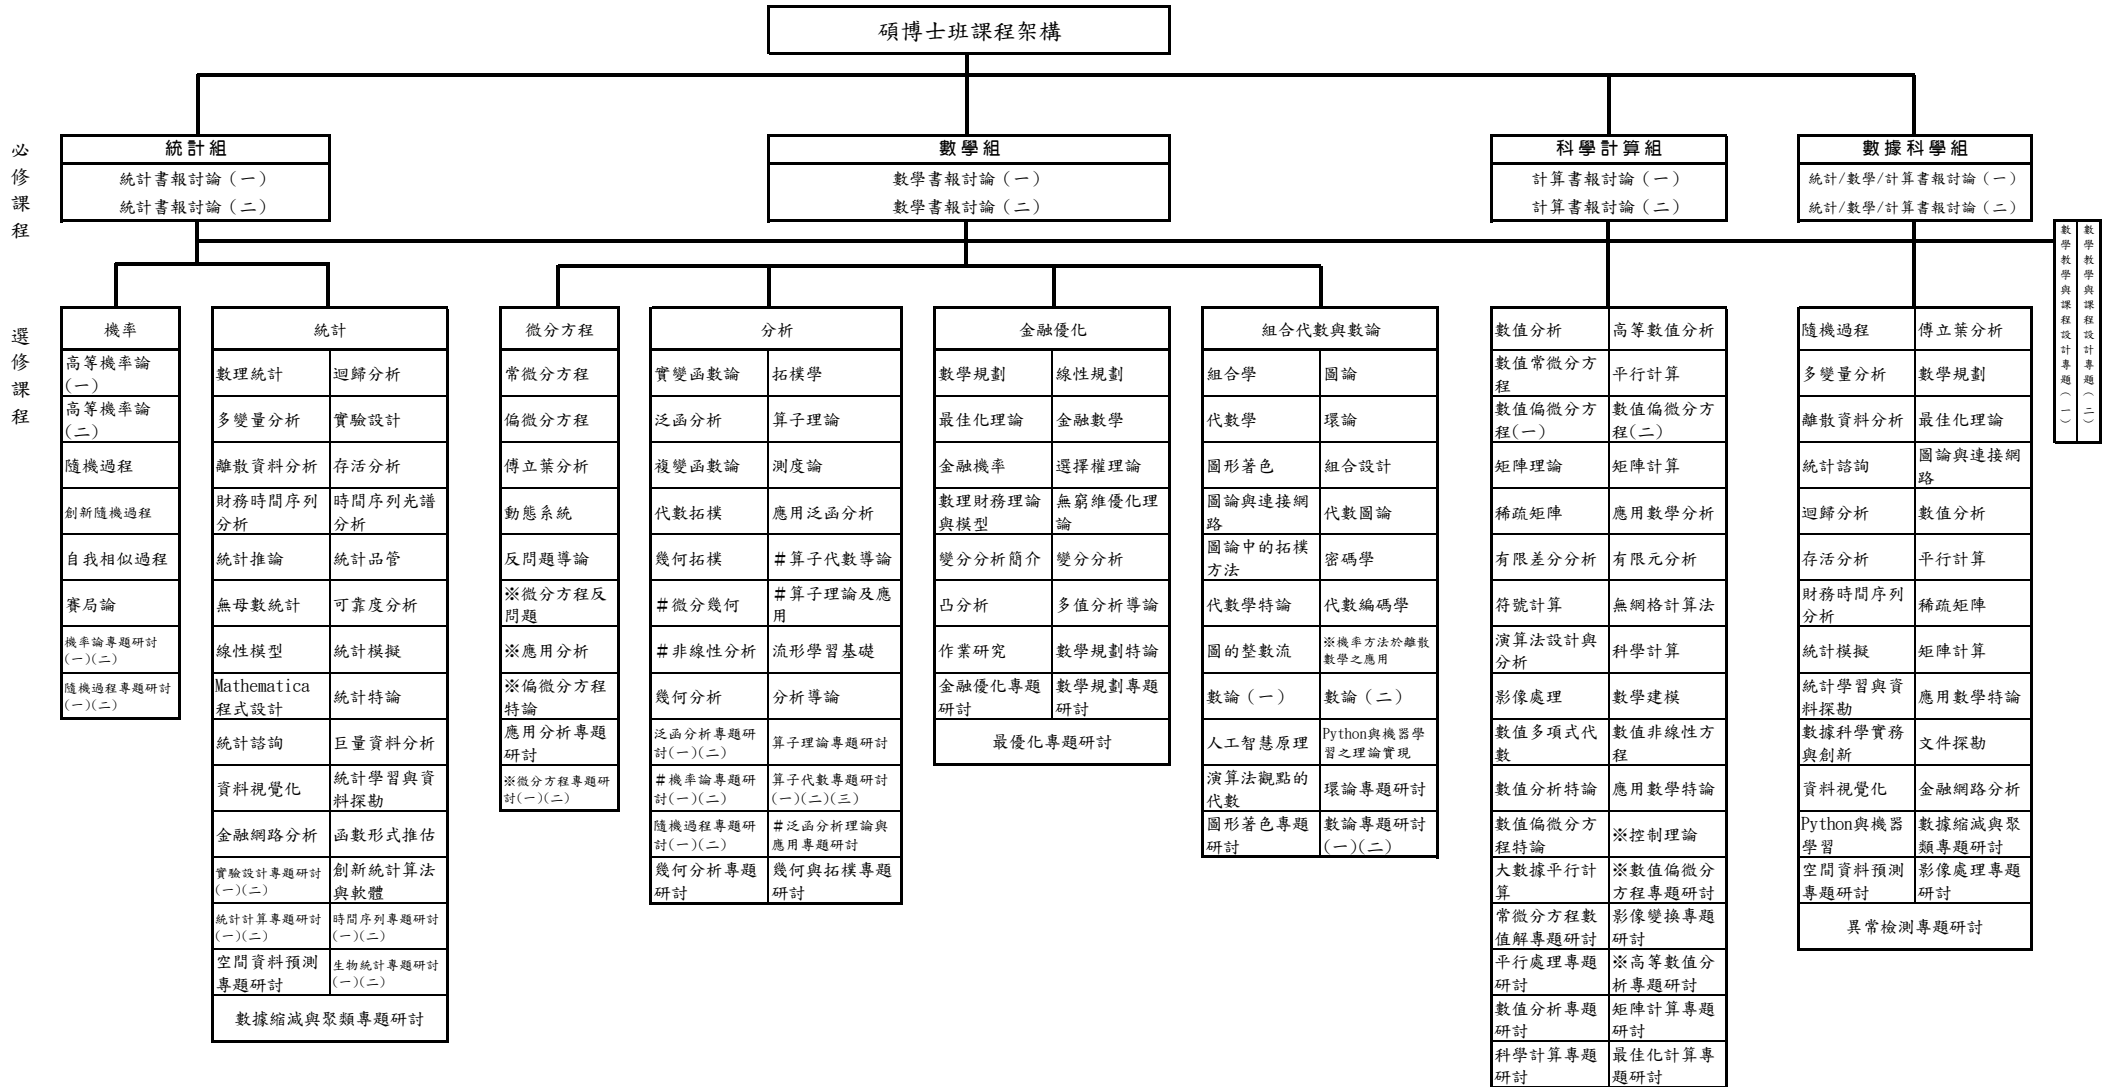 碩博士班課程架構
必修課程
統計組
統計書報討論（一）
統計書報討論（二）
數學組
數學書報討論（一）
數學書報討論（二）
科學計算組
計算書報討論（一）
計算書報討論（二）
數據科學組
統計/數學/計算書報討論（一）
統計/數學/計算書報討論（二）
數學教學與課程設計專題（一）
數學教學與課程設計專題（二）
選修課程
機率
高等機率論
(一)
高等機率論
(二)
隨機過程
創新隨機過程
自我相似過程
賽局論
機率論專題研討
(一)(二)
隨機過程專題研討
(一)(二)
統計
數理統計
迴歸分析
多變量分析
實驗設計
離散資料分析
存活分析
財務時間序列
分析
時間序列光譜
分析
統計推論
統計品管
無母數統計
可靠度分析
線性模型
統計模擬
Mathematica
程式設計
統計特論
統計諮詢
巨量資料分析
資料視覺化
統計學習與資
料探勘
金融網路分析
函數形式推估
實驗設計專題研討
(一)(二)
創新統計算法
與軟體
統計計算專題研討
(一)(二)
時間序列專題研討
(一)(二)
空間資料預測
專題研討
生物統計專題研討
(一)(二)
數據縮減與聚類專題研討
微分方程
常微分方程
偏微分方程
傅立葉分析
動態系統
反問題導論
※微分方程反
問題
※應用分析
※偏微分方程
特論
應用分析專題
研討
※微分方程專題研
討(一)(二)
分析
實變函數論
拓樸學
泛函分析
算子理論
複變函數論
測度論
代數拓樸
應用泛函分析
幾何拓樸
＃算子代數導論
＃微分幾何
＃算子理論及應
用
＃非線性分析
流形學習基礎
幾何分析
分析導論
泛函分析專題研
討(一)(二)
算子理論專題研討
＃機率論專題研
討(一)(二)
算子代數專題研討
(一)(二)(三)
隨機過程專題研
討(一)(二)
＃泛函分析理論與
應用專題研討
幾何分析專題
研討
幾何與拓樸專題
研討
金融優化
數學規劃
線性規劃
最佳化理論
金融數學
金融機率
選擇權理論
數理財務理論
與模型
無窮維優化理
論
變分分析簡介
變分分析
凸分析
多值分析導論
作業研究
數學規劃特論
金融優化專題
研討
數學規劃專題
研討
最優化專題研討
組合代數與數論
組合學
圖論
代數學
環論
圖形著色
組合設計
圖論與連接網
路
代數圖論
圖論中的拓樸
方法
密碼學
代數學特論
代數編碼學
圖的整數流
※機率方法於離散
數學之應用
數論（一）
數論（二）
人工智慧原理
Python與機器學
習之理論實現
演算法觀點的
代數
環論專題研討
圖形著色專題
研討
數論專題研討
(一)(二)
數值分析
高等數值分析
數值常微分方
程
平行計算
數值偏微分方
程(一)
數值偏微分方
程(二)
矩陣理論
矩陣計算
稀疏矩陣
應用數學分析
有限差分分析
有限元分析
符號計算
無網格計算法
演算法設計與
分析
科學計算
影像處理
數學建模
數值多項式代
數
數值非線性方
程
數值分析特論
應用數學特論
數值偏微分方
程特論
※控制理論
大數據平行計
算
※數值偏微分
方程專題研討
常微分方程數
值解專題研討
影像變換專題
研討
平行處理專題
研討
※高等數值分
析專題研討
數值分析專題
研討
矩陣計算專題
研討
科學計算專題
研討
最佳化計算專
題研討
隨機過程
傅立葉分析
多變量分析
數學規劃
離散資料分析
最佳化理論
統計諮詢
圖論與連接網
路
迴歸分析
數值分析
存活分析
平行計算
財務時間序列
分析
稀疏矩陣
統計模擬
矩陣計算
統計學習與資
料探勘
應用數學特論
數據科學實務
與創新
文件探勘
資料視覺化
金融網路分析
Python與機器
學習
數據縮減與聚
類專題研討
空間資料預測
專題研討
影像處理專題
研討
異常檢測專題研討